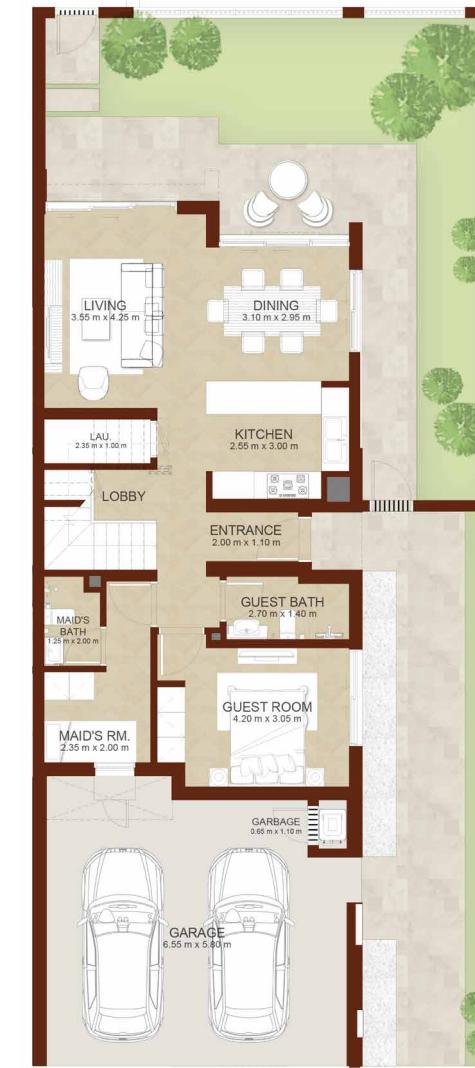 LIVING
3.55 m x 4.25 m
DINING
3.10 m x 2.95 m
LAU.
2.35 m x 1.00 m
KITCHEN
2.55 m x 3.00 m
LOBBY
ENTRANCE
2.00 m x 1.10 m
MAID'S
BATH
1.25 m x 2.00 m
GUEST BATH
2.70 m x 1.40 m
MAID'S RM.
2.35 m x 2.00 m
GUEST ROOM
4.20 m x 3.05 m
GARBAGE
0.65 m x 1.10 m
GARAGE
6.55 m x 5.80 m